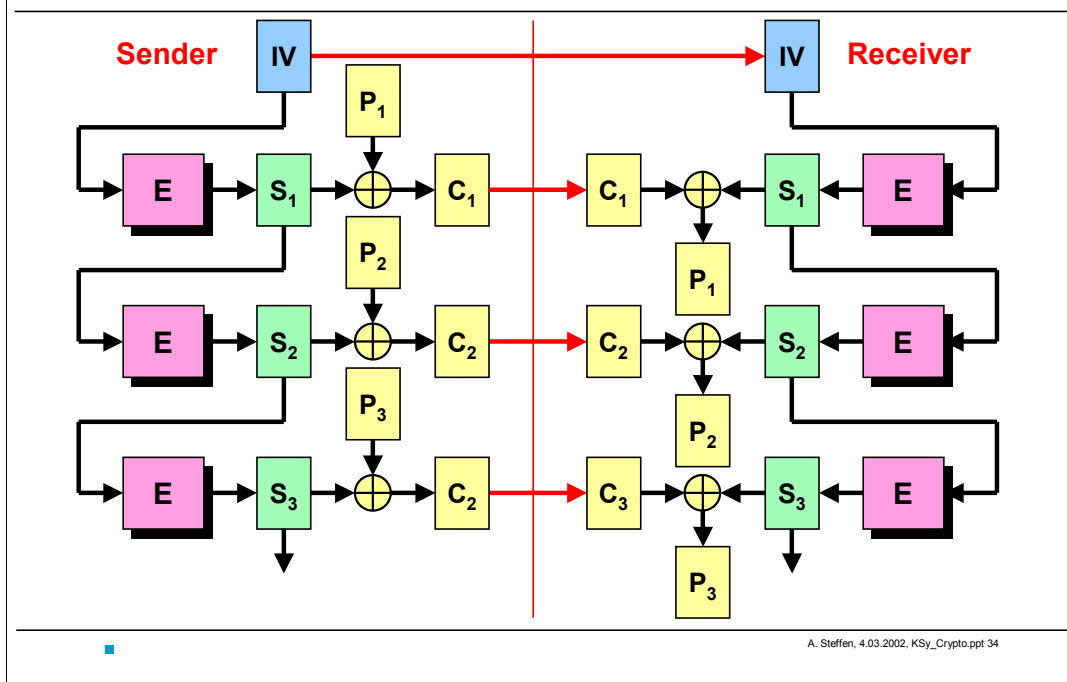 Sender IV IV Receiver
P₁
E S₁ C₁ C₁ S₁ E
P₂ P₁
E S₂ C₂ C₂ S₂ E
P₃ P₂
E S₃ C₂ C₃ S₃ E
P₃
A. Steffen, 4.03.2002, KSy_Crypto.ppt 34